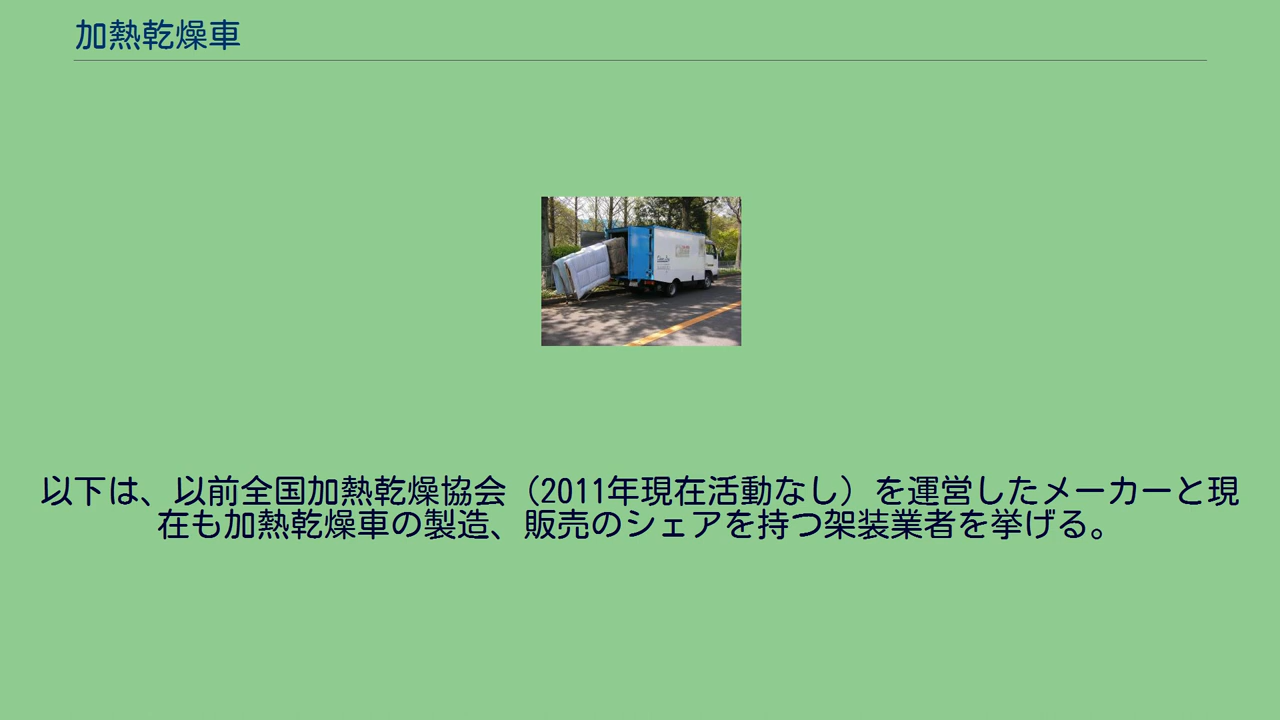 加熱乾燥車
以下は、以前全国加熱乾燥協会（2011年現在活動なし）を運営したメーカーと現
在も加熱乾燥車の製造、販売のシェアを持つ架装業者を挙げる。